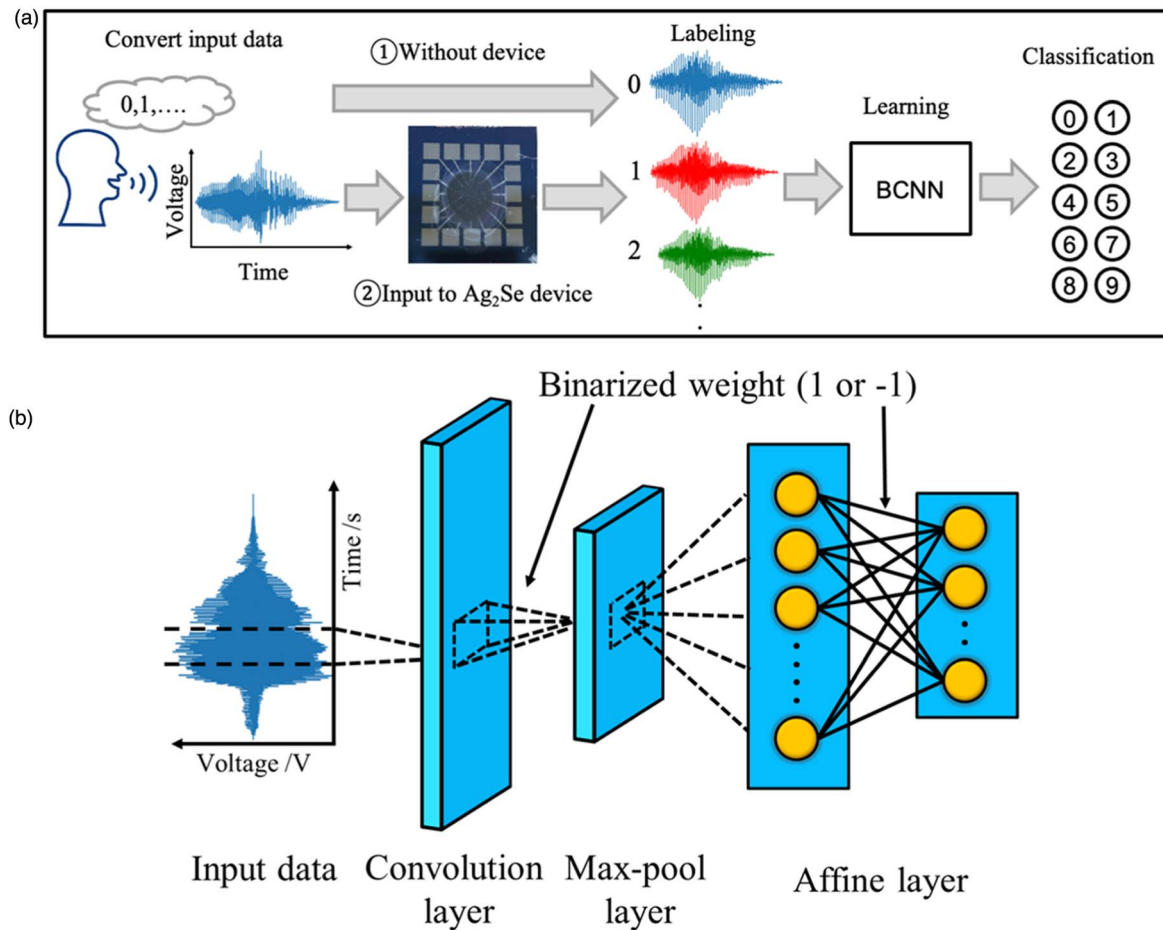 (a)
Convert input data
0,1,....
Voltage
Time
①Without device
②Input to Ag₂Se device
Labeling
0
1
2
Learning
BCNN
Classification
0 1
2 3
4 5
6 7
8 9
(b)
Binarized weight (1 or -1)
Time /s
Voltage /V
Input data
Convolution
layer
Max-pool
layer
Affine layer